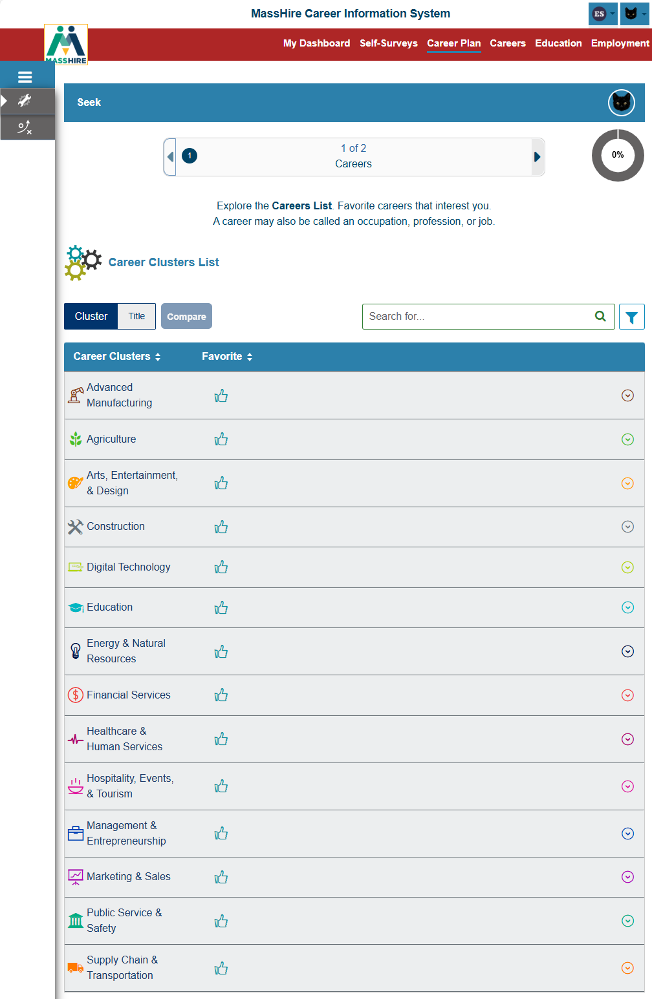 MassHire Career Information System
ES
MASSHIRE
My Dashboard
Self-Surveys
Career Plan
Careers
Education
Employment
Seek
1
1 of 2
Careers
0%
Explore the Careers List. Favorite careers that interest you.
A career may also be called an occupation, profession, or job.
Career Clusters List
Cluster
Title
Compare
Search for...
Career Clusters
Favorite
Advanced
Manufacturing
Agriculture
Arts, Entertainment,
& Design
Construction
Digital Technology
Education
Energy & Natural
Resources
Financial Services
Healthcare &
Human Services
Hospitality, Events,
& Tourism
Management &
Entrepreneurship
Marketing & Sales
Public Service &
Safety
Supply Chain &
Transportation